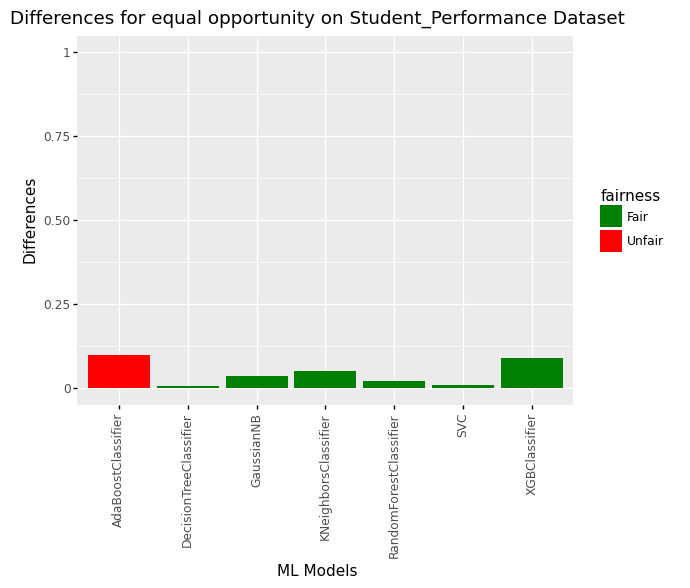 Differences for equal opportunity on Student_Performance Dataset
1
0.75
0.50
0.25
0
Differences
AdaBoostClassifier
DecisionTreeClassifier
GaussianNB
KNeighborsClassifier
RandomForestClassifier
SVC
XGBClassifier
ML Models
fairness
Fair
Unfair